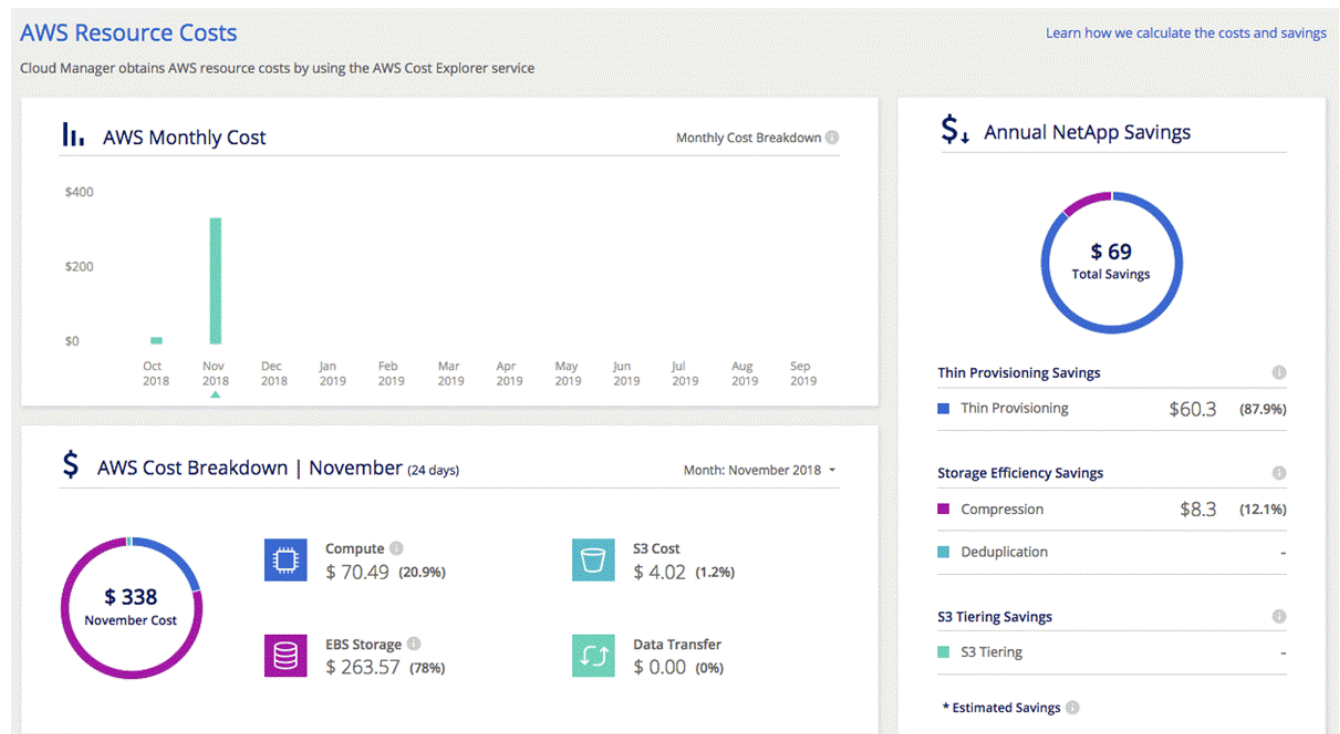 AWS Resource Costs
Learn how we calculate the costs and savings
Cloud Manager obtains AWS resource costs by using the AWS Cost Explorer service
AWS Monthly Cost
Monthly Cost Breakdown
$400
$200
$0
Oct Nov Dec Jan Feb Mar Apr May Jun Jul Aug Sep
2018 2018 2018 2019 2019 2019 2019 2019 2019 2019 2019 2019
AWS Cost Breakdown | November (24 days)
Month: November 2018
$ 338
November Cost
Compute
$ 70.49 (20.9%)
S3 Cost
$ 4.02 (1.2%)
EBS Storage
$ 263.57 (78%)
Data Transfer
$ 0.00 (0%)
Annual NetApp Savings
$ 69
Total Savings
Thin Provisioning Savings
Thin Provisioning $60.3 (87.9%)
Storage Efficiency Savings
Compression $8.3 (12.1%)
Deduplication -
S3 Tiering Savings
S3 Tiering -
* Estimated Savings